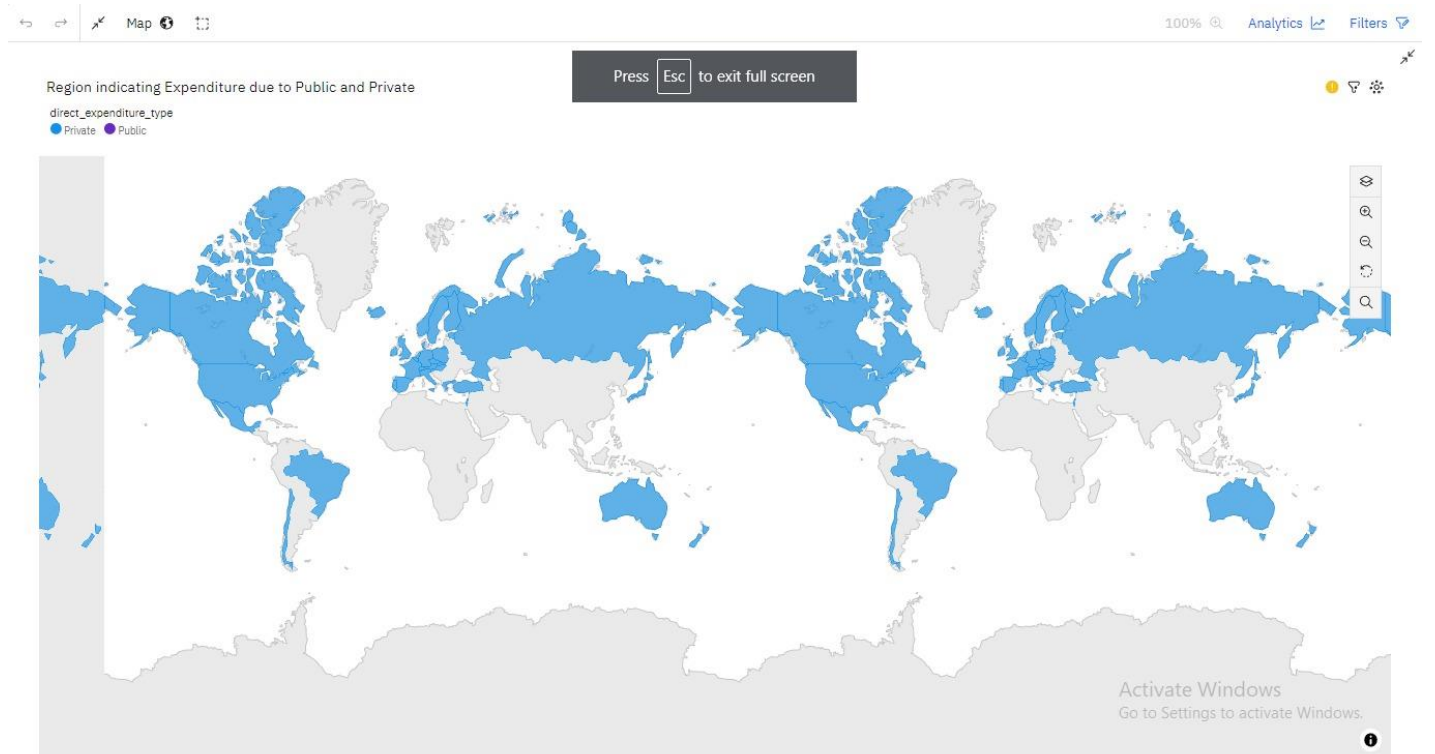 Map
100%
Analytics
Filters
Press Esc to exit full screen
Region indicating Expenditure due to Public and Private
direct_expenditure_type
Private Public
Activate Windows
Go to Settings to activate Windows.